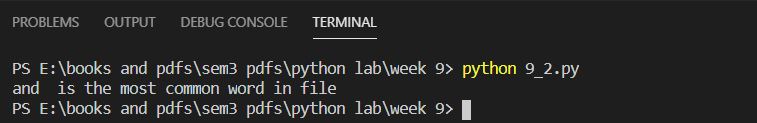 PROBLEMS OUTPUT DEBUG CONSOLE TERMINAL
PS E:\books and pdfs\sem3 pdfs\python lab\week 9> python 9_2.py
and  is the most common word in file
PS E:\books and pdfs\sem3 pdfs\python lab\week 9>